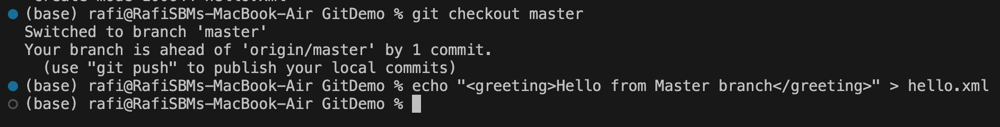 (base) rafi@RafiSBMs-MacBook-Air GitDemo % git checkout master
Switched to branch 'master'
Your branch is ahead of 'origin/master' by 1 commit.
  (use "git push" to publish your local commits)
(base) rafi@RafiSBMs-MacBook-Air GitDemo % echo "<greeting>Hello from Master branch</greeting>" > hello.xml
(base) rafi@RafiSBMs-MacBook-Air GitDemo %